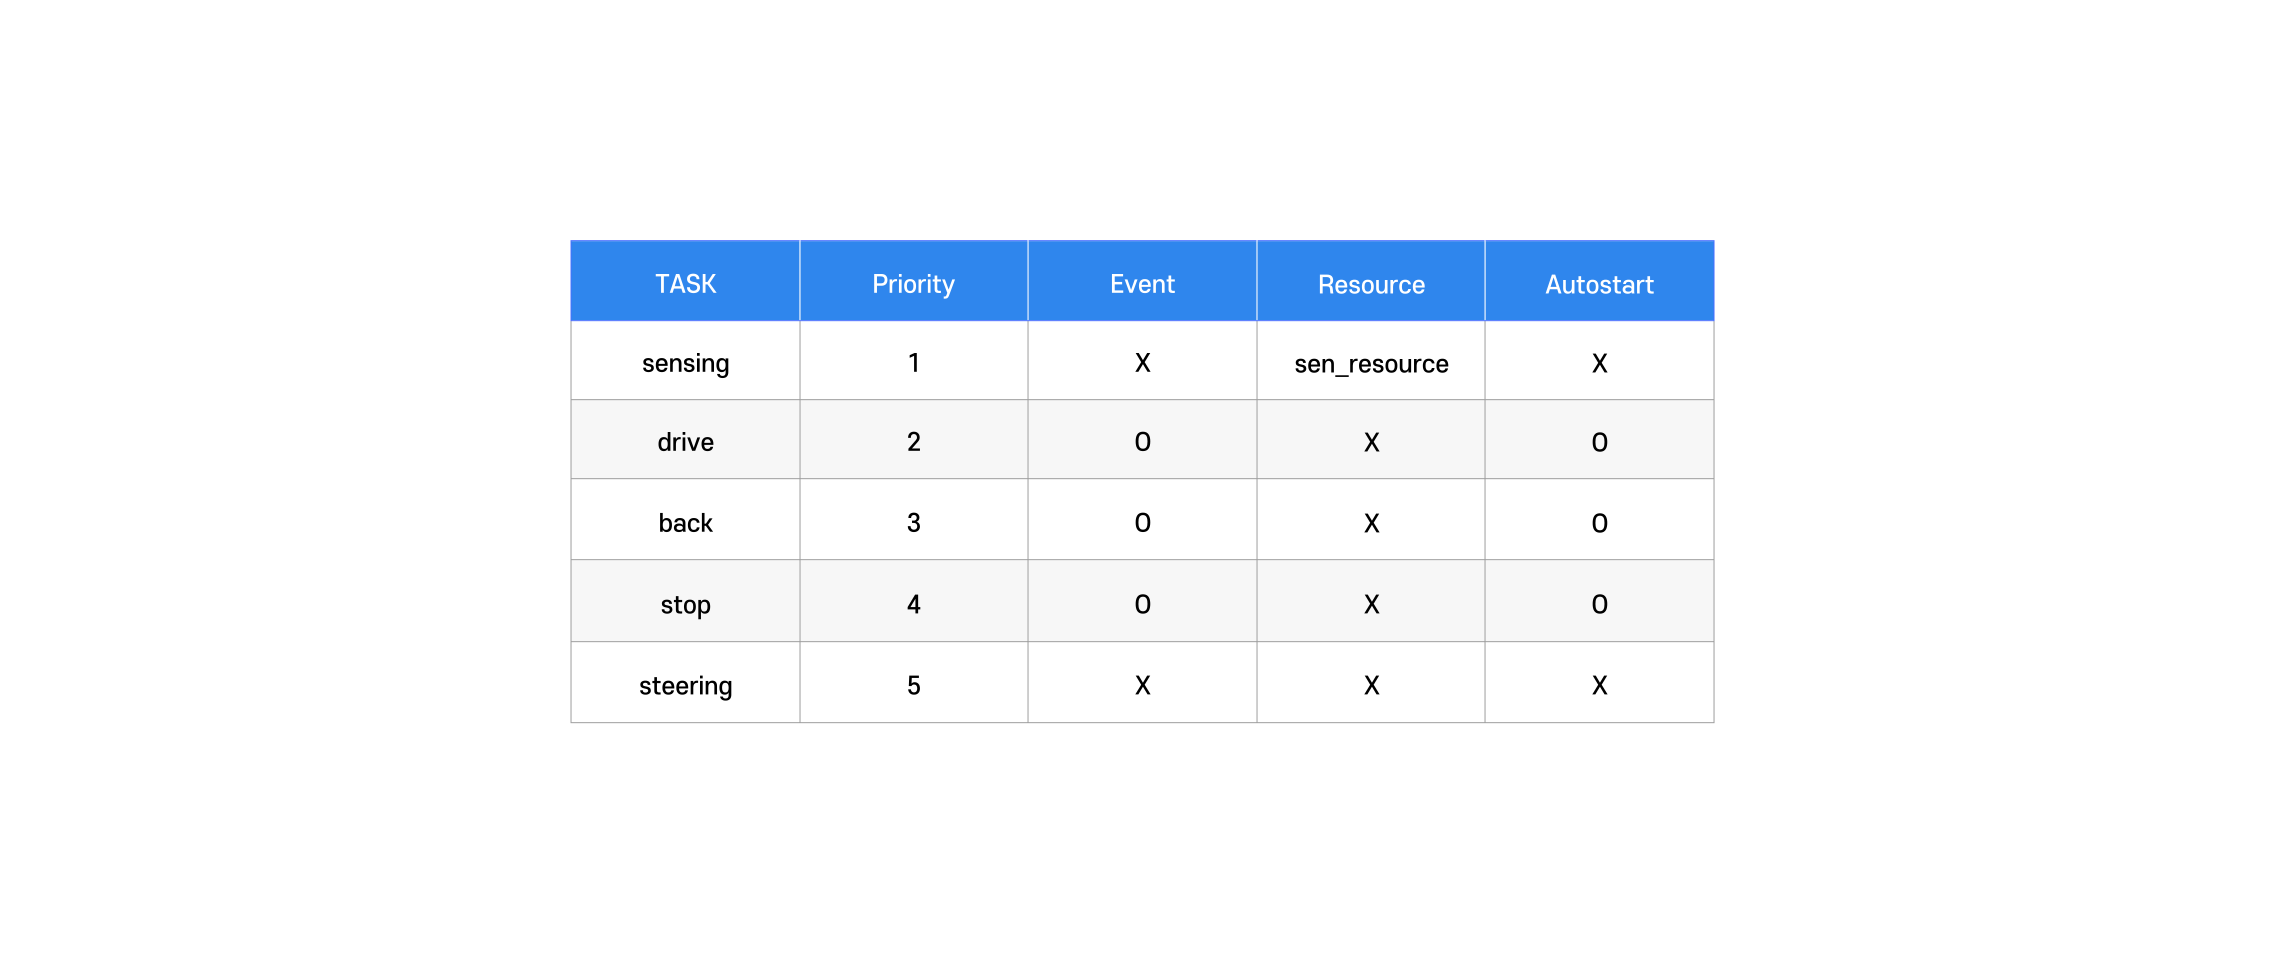 TASK Priority Event Resource Autostart
sensing 1 X sen_resource X
drive 2 O X O
back 3 O X O
stop 4 O X O
steering 5 X X X